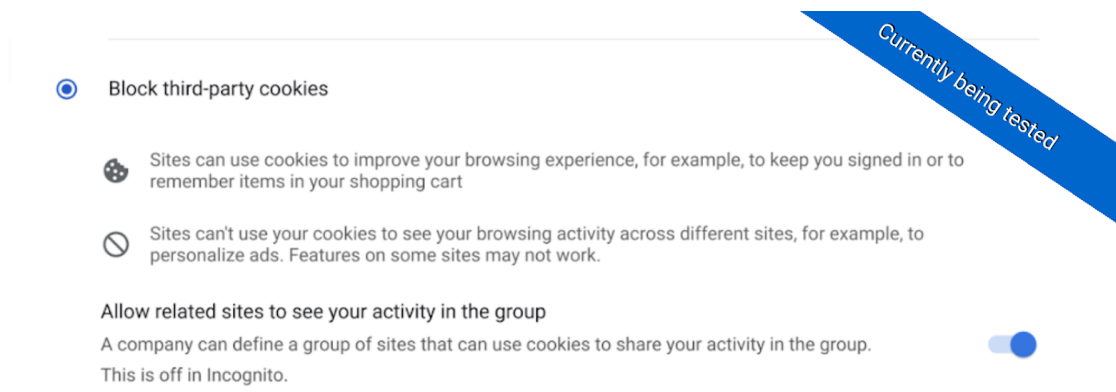 Currently being tested
Block third-party cookies
Sites can use cookies to improve your browsing experience, for example, to keep you signed in or to
remember items in your shopping cart
Sites can't use your cookies to see your browsing activity across different sites, for example, to
personalize ads. Features on some sites may not work.
Allow related sites to see your activity in the group
A company can define a group of sites that can use cookies to share your activity in the group.
This is off in Incognito.